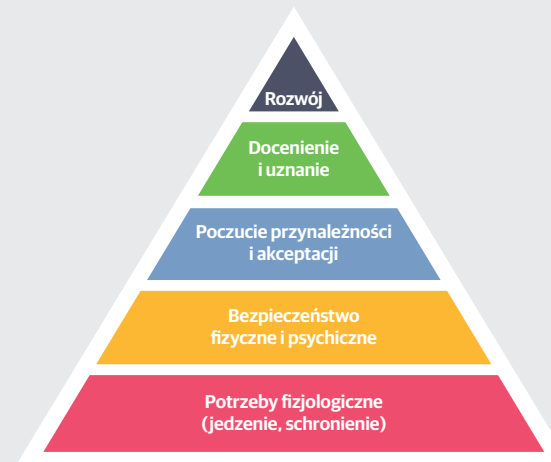 Rozwój
Docenienie
i uznanie
Poczucie przynależności
i akceptacji
Bezpieczeństwo
fizyczne i psychiczne
Potrzeby fizjologiczne
(jedzenie, schronienie)